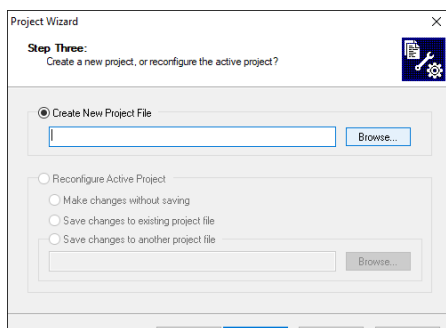 Project Wizard
Step Three:
Create a new project, or reconfigure the active project?
Create New Project File
Browse...
Reconfigure Active Project
Make changes without saving
Save changes to existing project file
Save changes to another project file
Browse...